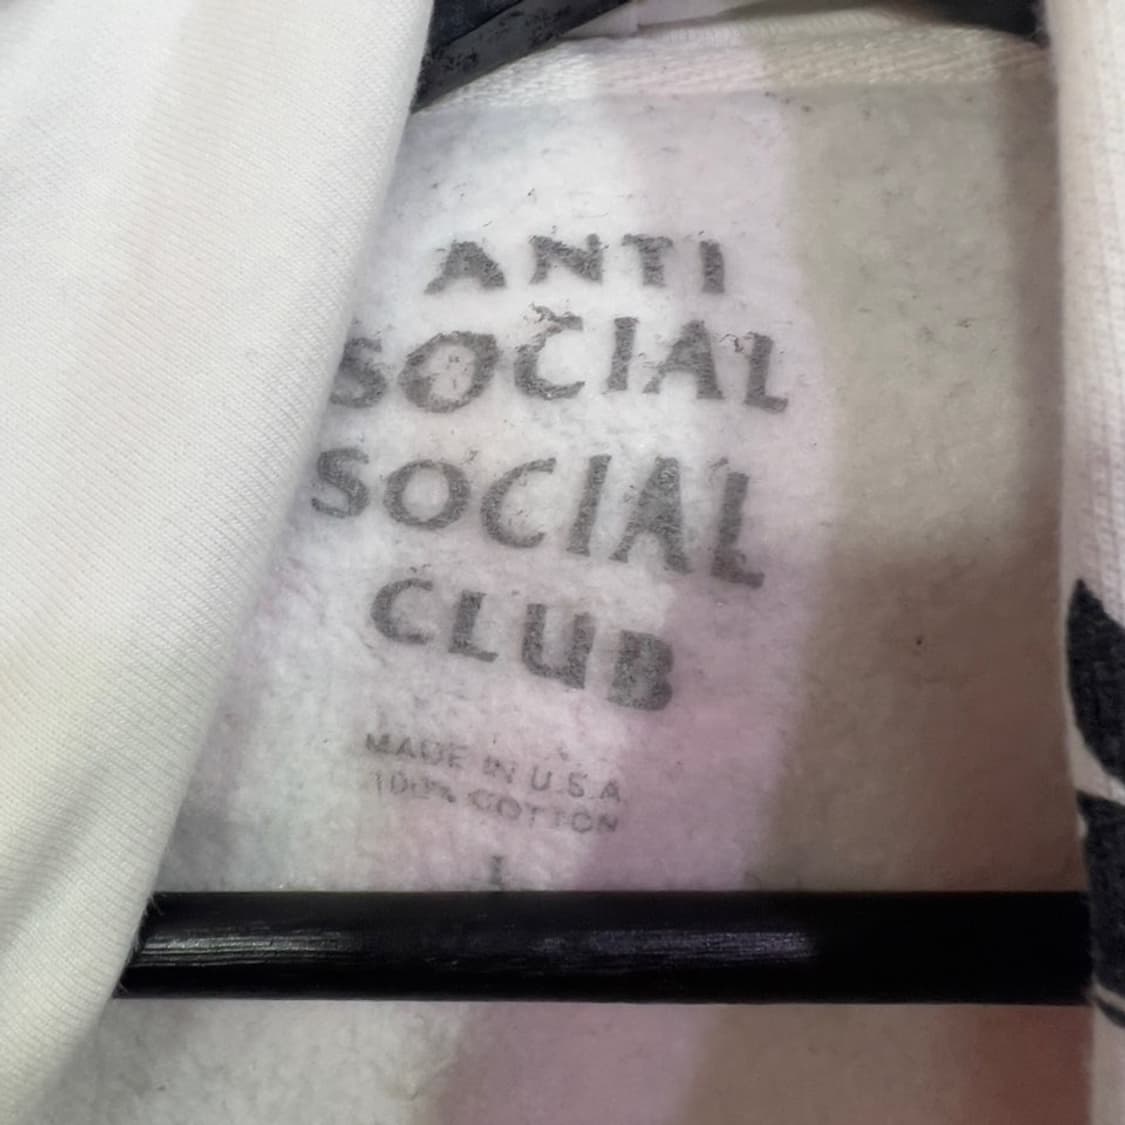 ANTI
SOCIAL
SOCIAL
CLUB
MADE IN U.S.A
100% COTTON
L